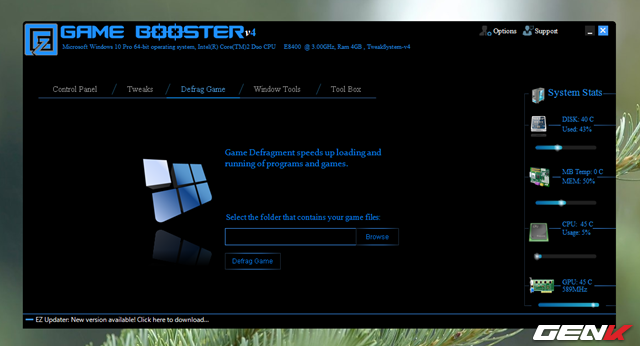 EZ GAME BOOSTER v4
Options
Support
Microsoft Windows 10 Pro 64-bit operating system, Intel(R) Core(TM)2 Duo CPU E8400 @ 3.00GHz, Ram 4GB , TweakSystem-v4
Control Panel / Tweaks / Defrag Game / Window Tools / Tool Box
System Stats
DISK: 40 C
Used: 43%
Game Defragment speeds up loading and
running of programs and games.
MB Temp: 0 C
MEM: 50%
Select the folder that contains your game files:
Browse
CPU: 45 C
Usage: 5%
Defrag Game
GPU: 45 C
589MHz
EZ Updater: New version available! Click here to download...
GENK